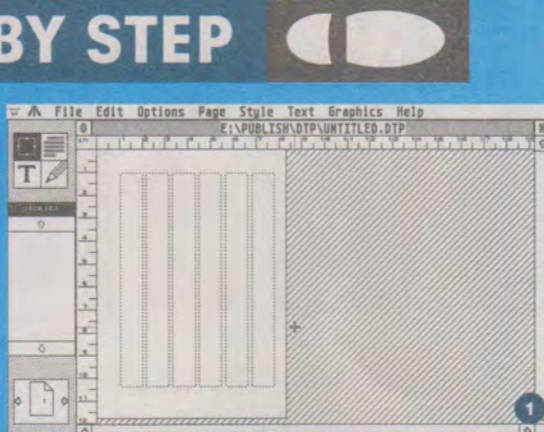 BY STEP
File Edit Options Page Style Text Graphics Help
E:\PUBLISH\DTP\UNTITLED.DTP
T
1